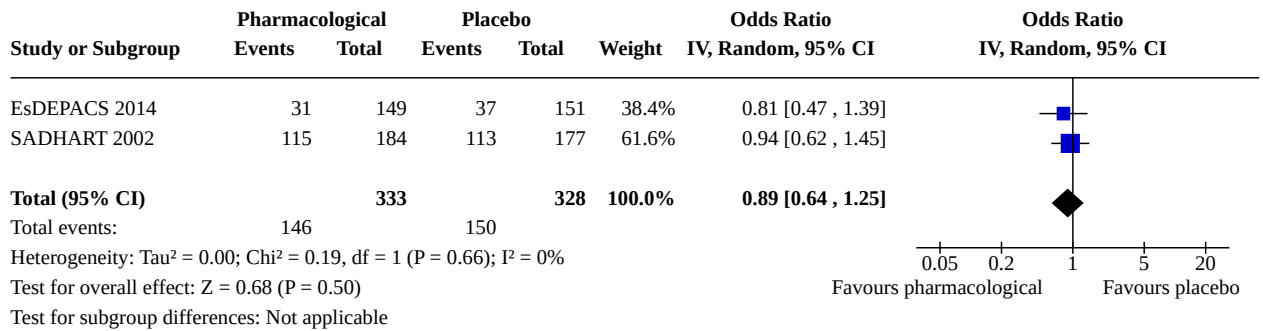 Pharmacological Placebo Odds Ratio Odds Ratio
Study or Subgroup Events Total Events Total Weight IV, Random, 95% CI IV, Random, 95% CI
EsDEPACS 2014 31 149 37 151 38.4% 0.81 [0.47 , 1.39]
SADHART 2002 115 184 113 177 61.6% 0.94 [0.62 , 1.45]
Total (95% CI) 333 328 100.0% 0.89 [0.64 , 1.25]
Total events: 146 150
Heterogeneity: Tau² = 0.00; Chi² = 0.19, df = 1 (P = 0.66); I² = 0%
0.05 0.2 1 5 20
Test for overall effect: Z = 0.68 (P = 0.50)
Favours pharmacological Favours placebo
Test for subgroup differences: Not applicable